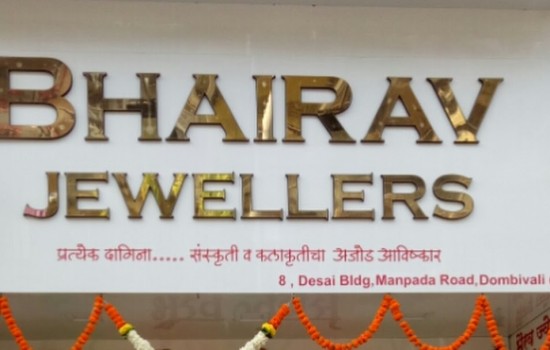 BHAIRAV
JEWELLERS
प्रत्येक दागिना..... संस्कृती व कलाकृतीचा अजोड आविष्कार
8 , Desai Bldg,Manpada Road,Dombivali